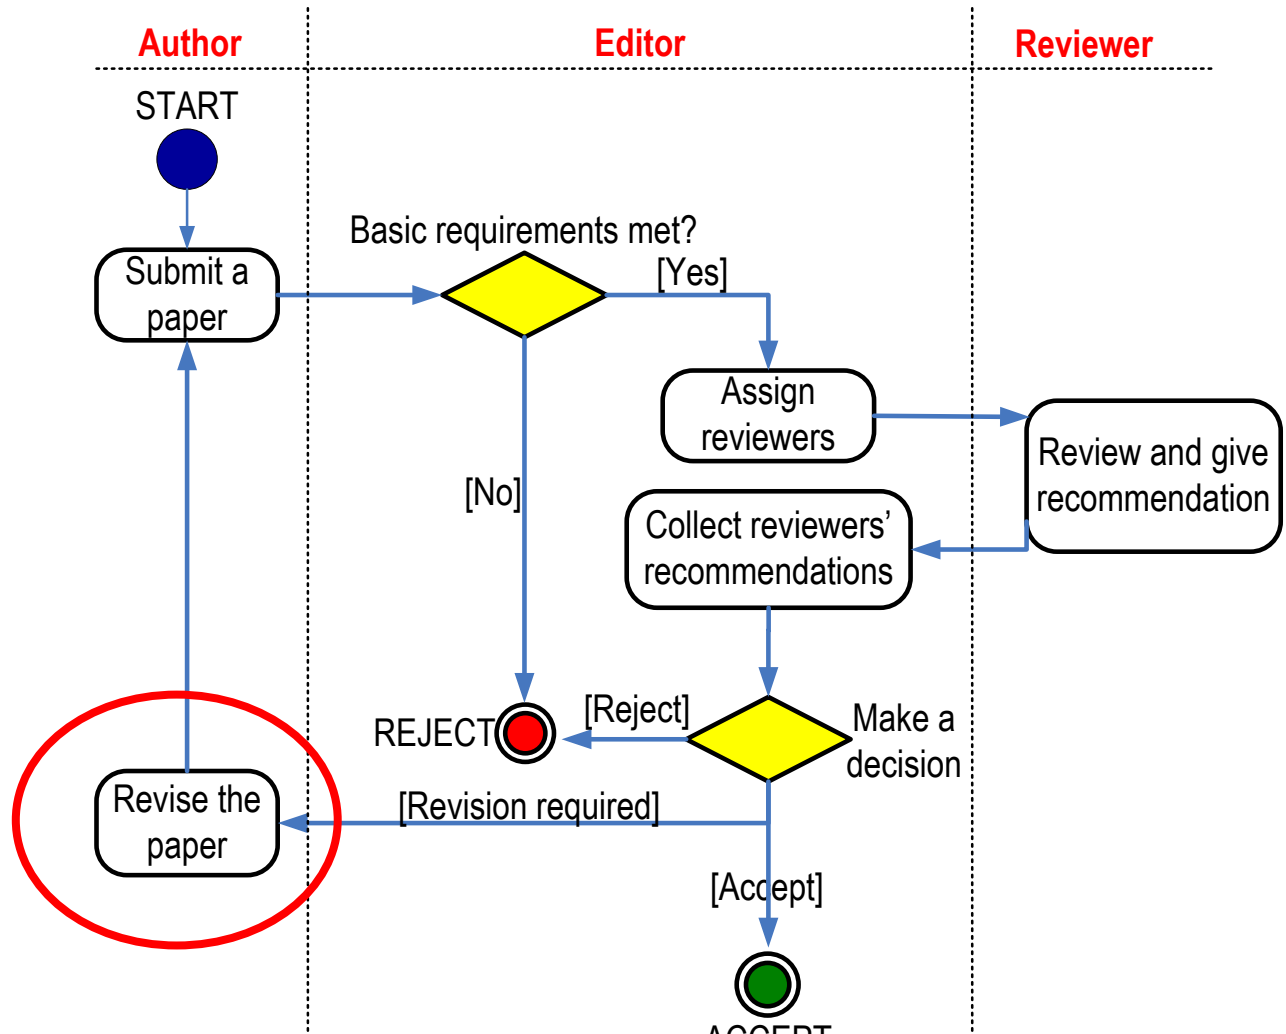 Author
Editor
Reviewer
START
Basic requirements met?
[Yes]
Submit a
paper
Assign
reviewers
Review and give
recommendation
[No]
Collect reviewers’
recommendations
REJECT
[Reject]
Make a
decision
Revise the
paper
[Revision required]
[Accept]
ACCEPT